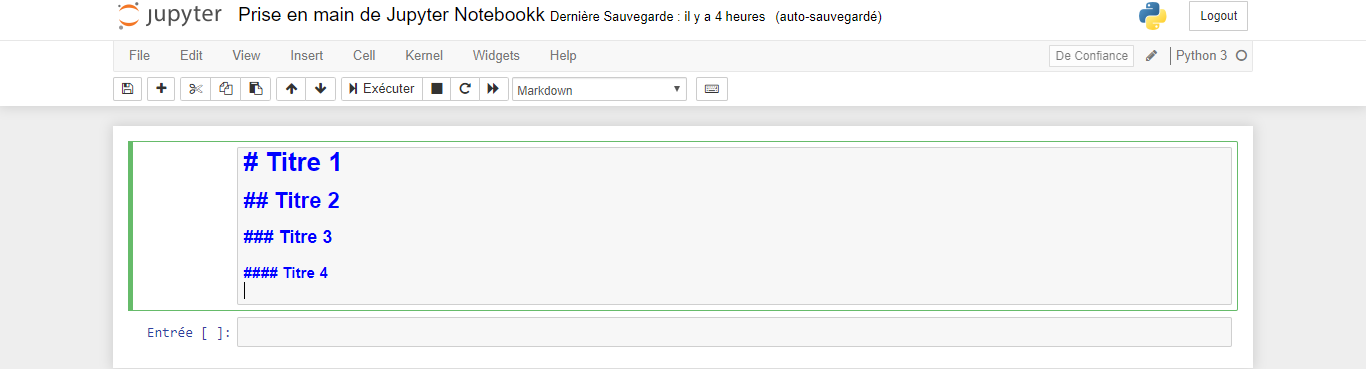 jupyter Prise en main de Jupyter Notebookk Dernière Sauvegarde : il y a 4 heures (auto-sauvegardé) Logout
File Edit View Insert Cell Kernel Widgets Help De Confiance Python 3
Exécuter Markdown
# Titre 1
## Titre 2
### Titre 3
#### Titre 4
Entrée [ ]: